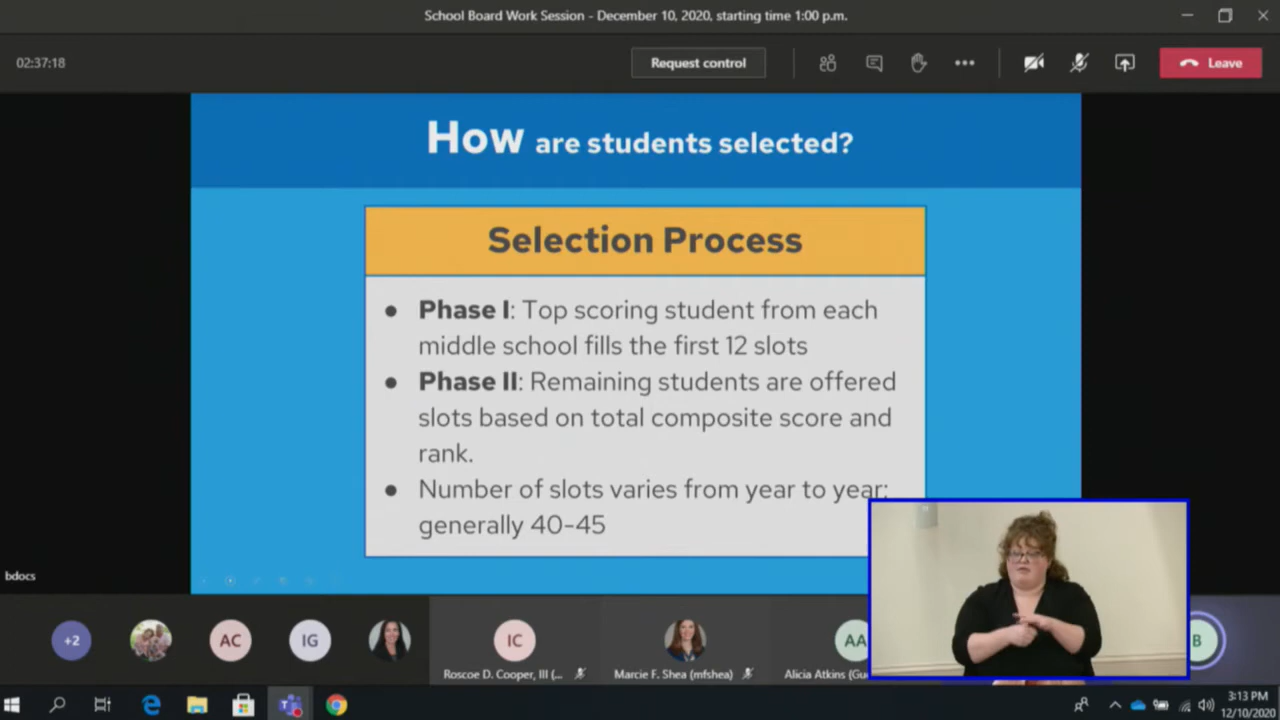 School Board Work Session - December 10, 2020, starting time 1:00 p.m.
02:37:18
Request control
Leave
How are students selected?
Selection Process
● Phase I: Top scoring student from each
middle school fills the first 12 slots
● Phase II: Remaining students are offered
slots based on total composite score and
rank.
● Number of slots varies from year to year:
generally 40-45
bdocs
+2
AC
IG
IC
AA
B
Roscoe D. Cooper, III (...
Marcie F. Shea (mfshea)
Alicia Atkins (Gu
3:13 PM
12/10/2020